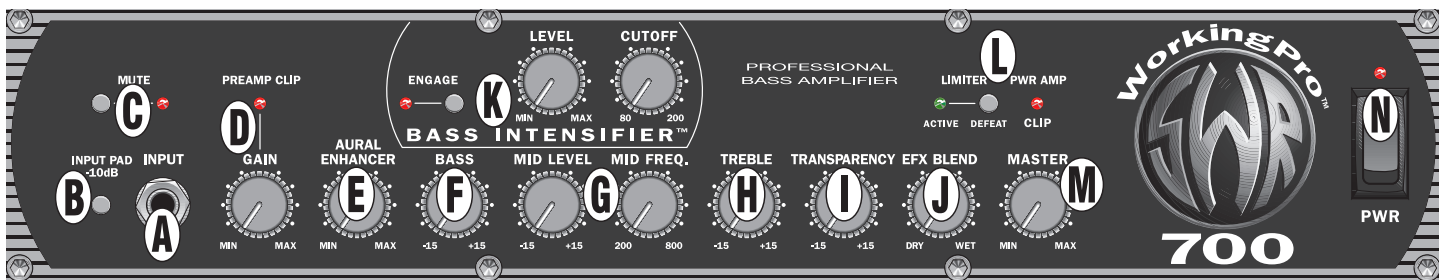 MUTE
C
PREAMP CLIP
D
ENGAGE
K
LEVEL
MIN MAX
CUTOFF
80 200
BASS INTENSIFIER™
PROFESSIONAL
BASS AMPLIFIER
L
LIMITER
ACTIVE DEFEAT
PWR AMP
CLIP
WorkingPro™
SWR
700
N
PWR
INPUT PAD
-10dB
B
INPUT
A
GAIN
MIN MAX
AURAL
ENHANCER
E
MIN MAX
BASS
F
-15 +15
MID LEVEL
-15 +15
G
MID FREQ.
200 800
TREBLE
H
-15 +15
TRANSPARENCY
I
-15 +15
EFX BLEND
J
DRY WET
MASTER
M
MIN MAX